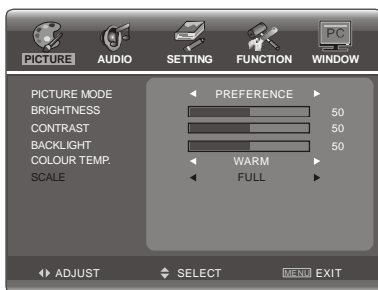 PC
PICTURE AUDIO SETTING FUNCTION WINDOW
PICTURE MODE PREFERENCE
BRIGHTNESS 50
CONTRAST 50
BACKLIGHT 50
COLOUR TEMP. WARM
SCALE FULL
ADJUST SELECT MENU EXIT